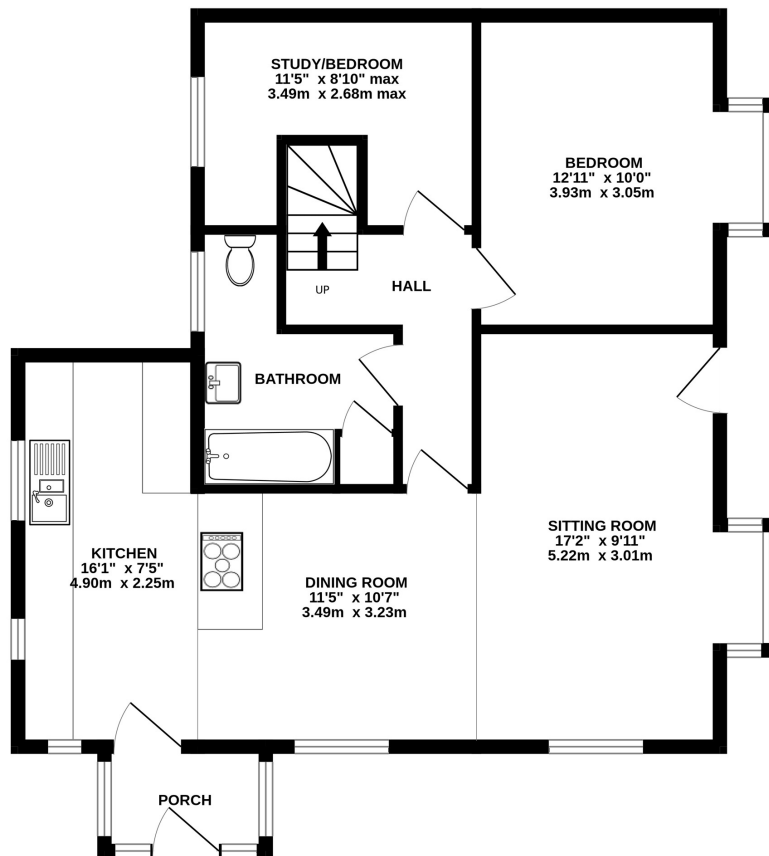 STUDY/BEDROOM
11'5" x 8'10" max
3.49m x 2.68m max
BEDROOM
12'11" x 10'0"
3.93m x 3.05m
UP
HALL
BATHROOM
SITTING ROOM
17'2" x 9'11"
5.22m x 3.01m
KITCHEN
16'1" x 7'5"
4.90m x 2.25m
DINING ROOM
11'5" x 10'7"
3.49m x 3.23m
PORCH